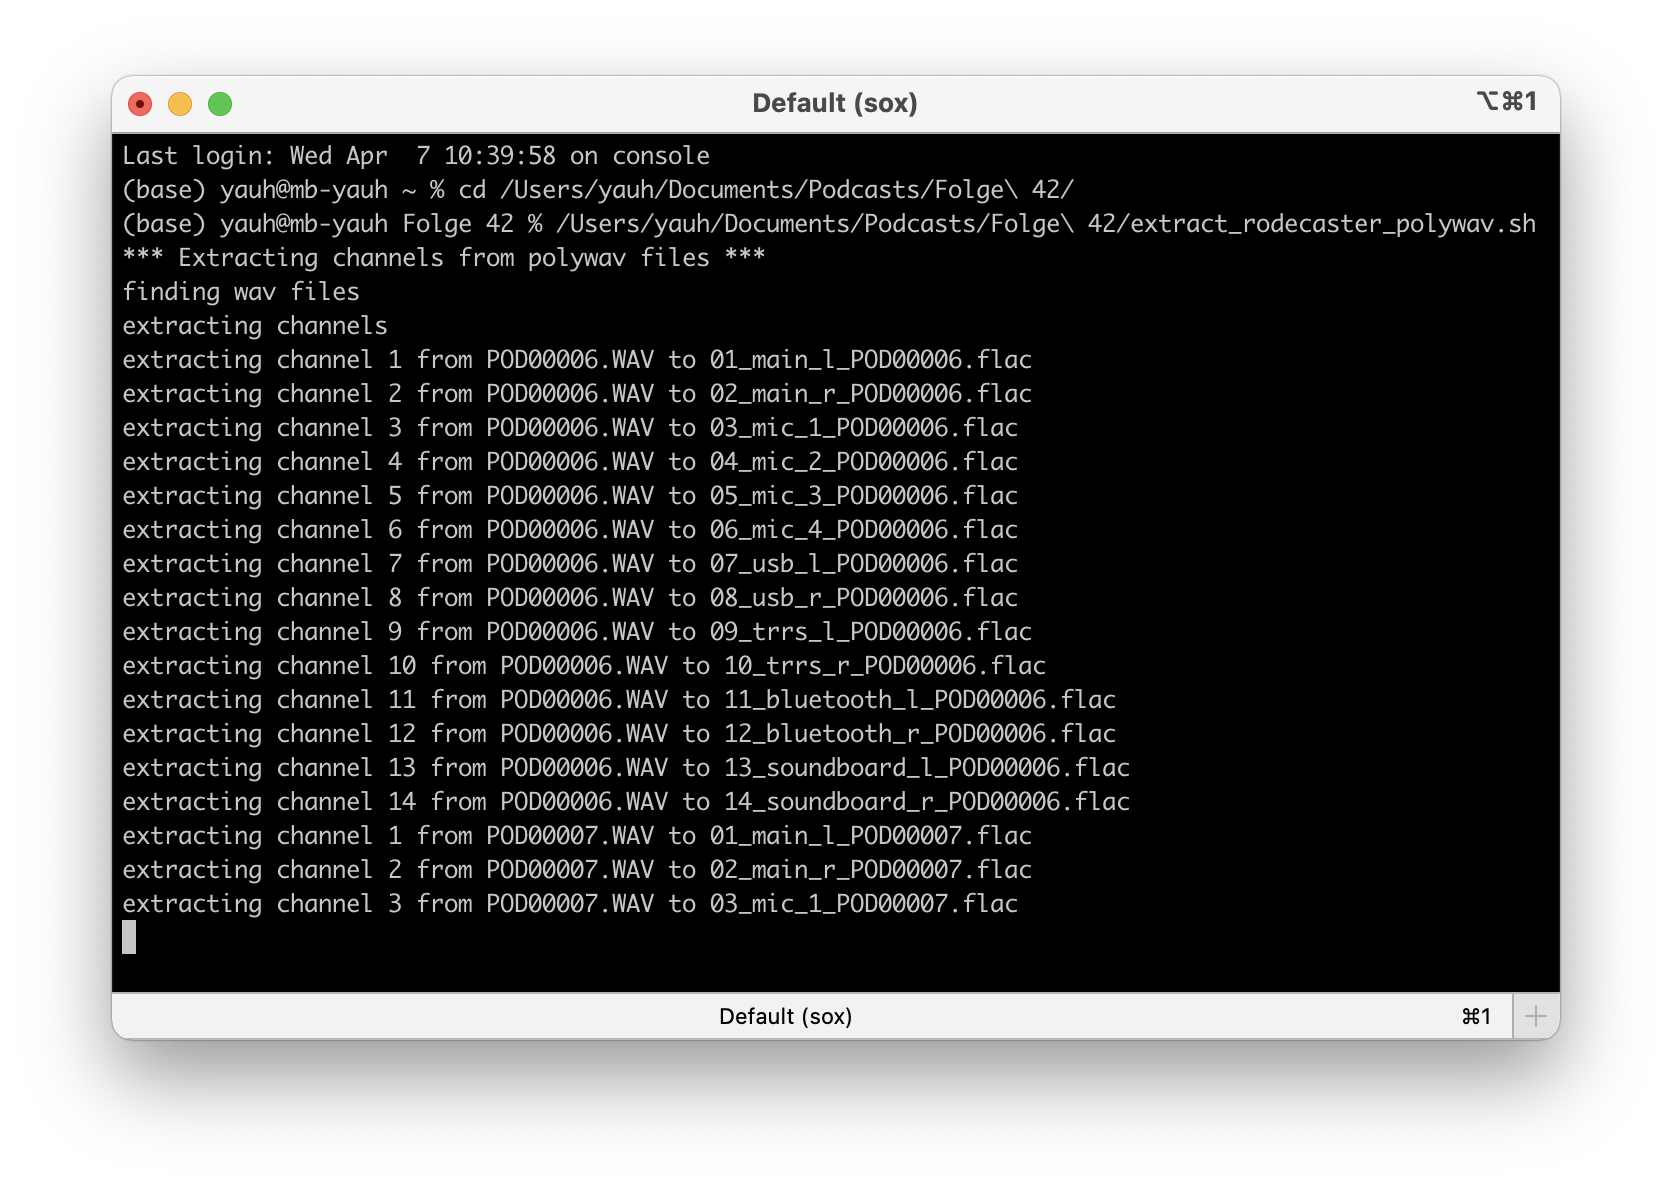 Default (sox) ⌥⌘1
Last login: Wed Apr  7 10:39:58 on console
(base) yauh@mb-yauh ~ % cd /Users/yauh/Documents/Podcasts/Folge\ 42/
(base) yauh@mb-yauh Folge 42 % /Users/yauh/Documents/Podcasts/Folge\ 42/extract_rodecaster_polywav.sh
*** Extracting channels from polywav files ***
finding wav files
extracting channels
extracting channel 1 from POD00006.WAV to 01_main_l_POD00006.flac
extracting channel 2 from POD00006.WAV to 02_main_r_POD00006.flac
extracting channel 3 from POD00006.WAV to 03_mic_1_POD00006.flac
extracting channel 4 from POD00006.WAV to 04_mic_2_POD00006.flac
extracting channel 5 from POD00006.WAV to 05_mic_3_POD00006.flac
extracting channel 6 from POD00006.WAV to 06_mic_4_POD00006.flac
extracting channel 7 from POD00006.WAV to 07_usb_l_POD00006.flac
extracting channel 8 from POD00006.WAV to 08_usb_r_POD00006.flac
extracting channel 9 from POD00006.WAV to 09_trrs_l_POD00006.flac
extracting channel 10 from POD00006.WAV to 10_trrs_r_POD00006.flac
extracting channel 11 from POD00006.WAV to 11_bluetooth_l_POD00006.flac
extracting channel 12 from POD00006.WAV to 12_bluetooth_r_POD00006.flac
extracting channel 13 from POD00006.WAV to 13_soundboard_l_POD00006.flac
extracting channel 14 from POD00006.WAV to 14_soundboard_r_POD00006.flac
extracting channel 1 from POD00007.WAV to 01_main_l_POD00007.flac
extracting channel 2 from POD00007.WAV to 02_main_r_POD00007.flac
extracting channel 3 from POD00007.WAV to 03_mic_1_POD00007.flac
Default (sox) ⌘1